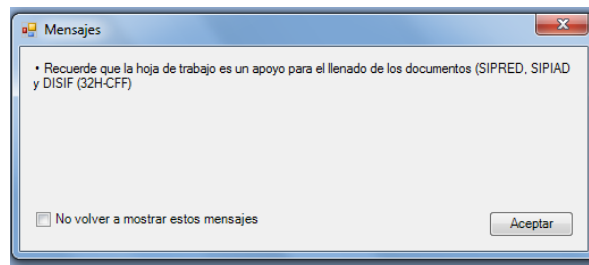 Mensajes
• Recuerde que la hoja de trabajo es un apoyo para el llenado de los documentos (SIPRED, SIPIAD
y DISIF (32H-CFF)
No volver a mostrar estos mensajes
Aceptar